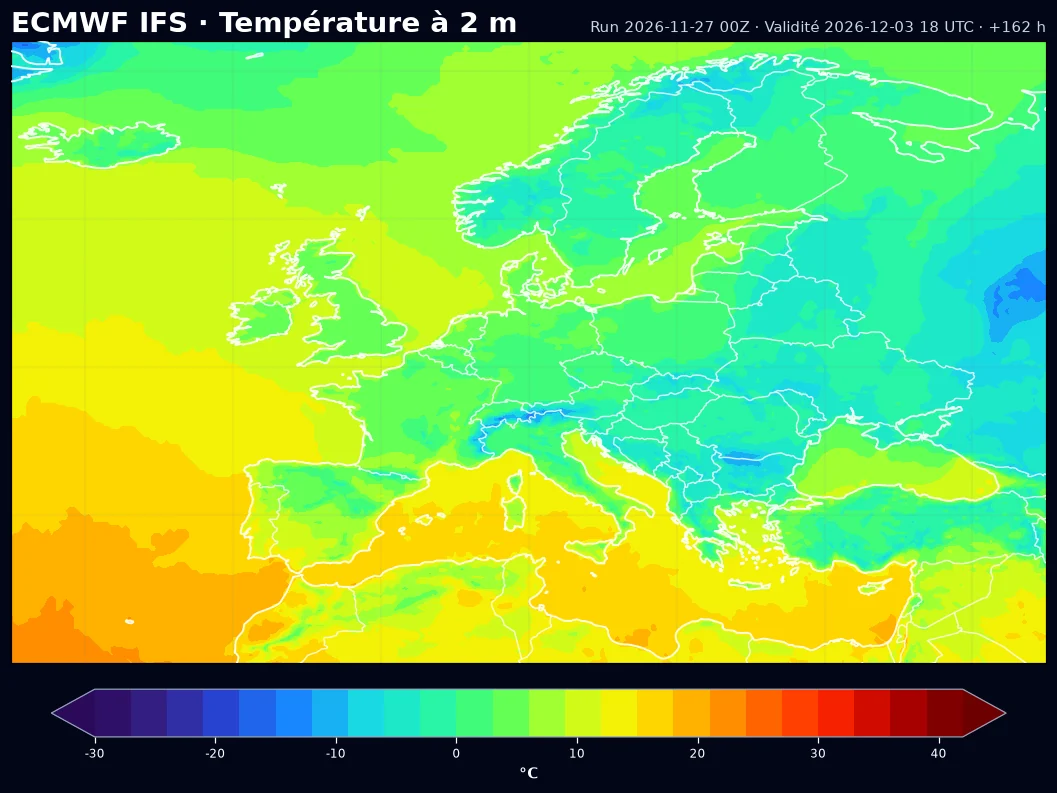 ECMWF IFS · Température à 2 m
Run 2026-11-27 00Z · Validité 2026-12-03 18 UTC · +162 h
-30 -20 -10 0 10 20 30 40
°C